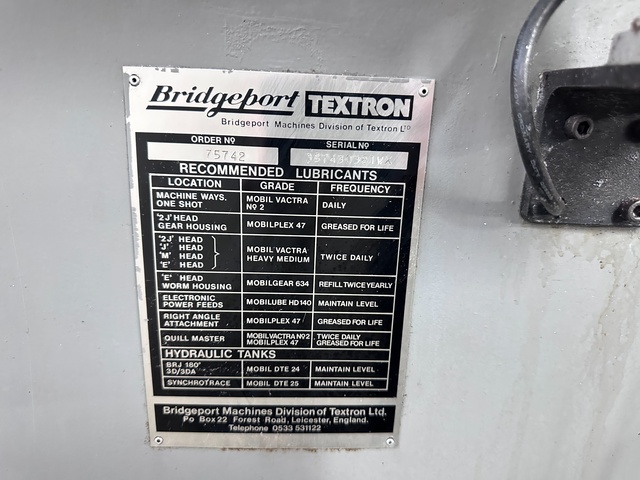 Bridgeport TEXTRON
Bridgeport Machines Division of Textron Ltd
ORDER Nº SERIAL Nº
75742
RECOMMENDED LUBRICANTS
LOCATION GRADE FREQUENCY
MACHINE WAYS. ONE SHOT MOBIL VACTRA Nº 2 DAILY
'2J' HEAD GEAR HOUSING MOBILPLEX 47 GREASED FOR LIFE
'2J' HEAD 'J' HEAD 'M' HEAD 'E' HEAD MOBIL VACTRA HEAVY MEDIUM TWICE DAILY
'E' HEAD WORM HOUSING MOBILGEAR 634 REFILL TWICE YEARLY
ELECTRONIC POWER FEEDS MOBILUBE HD140 MAINTAIN LEVEL
RIGHT ANGLE ATTACHMENT MOBILPLEX 47 GREASED FOR LIFE
QUILL MASTER MOBIL VACTRA Nº2 MOBILPLEX 47 TWICE DAILY GREASED FOR LIFE
HYDRAULIC TANKS
BRJ 180° 3D/3DA MOBIL DTE 24 MAINTAIN LEVEL
SYNCHROTRACE MOBIL DTE 25 MAINTAIN LEVEL
Bridgeport Machines Division of Textron Ltd.
Po Box 22 Forest Road, Leicester, England.
Telephone 0533 531122